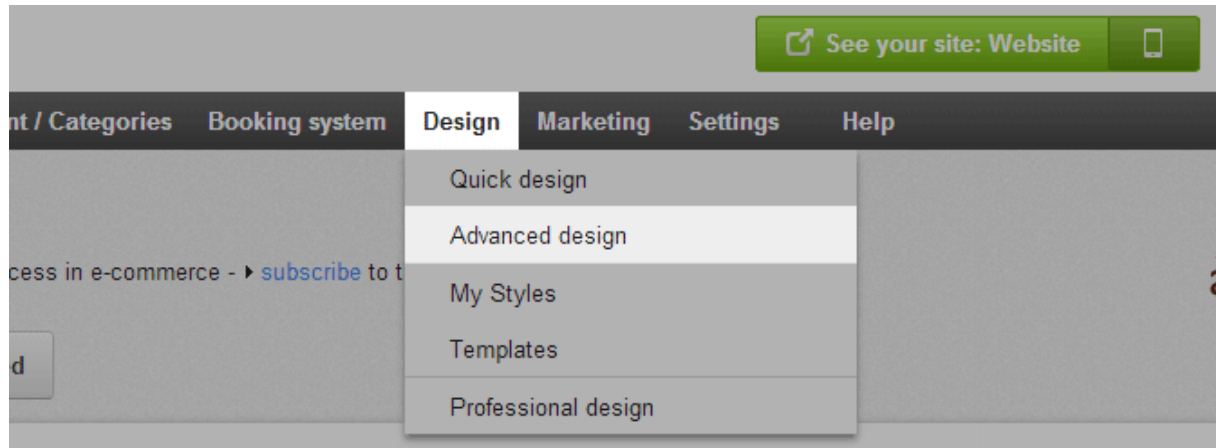 See your site: Website
nt / Categories Booking system Design Marketing Settings Help
Quick design
Advanced design
cess in e-commerce - ▸ subscribe to t
My Styles
Templates
d
Professional design